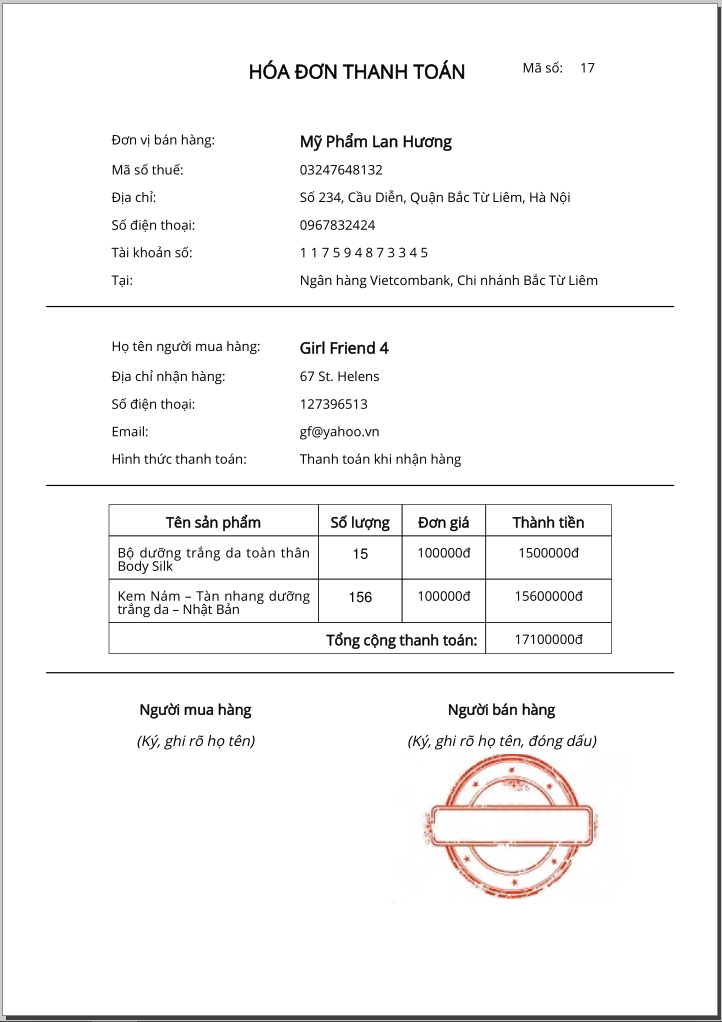 HÓA ĐƠN THANH TOÁN Mã số: 17
Đơn vị bán hàng: Mỹ Phẩm Lan Hương
Mã số thuế: 03247648132
Địa chỉ: Số 234, Cầu Diễn, Quận Bắc Từ Liêm, Hà Nội
Số điện thoại: 0967832424
Tài khoản số: 1 1 7 5 9 4 8 7 3 3 4 5
Tại: Ngân hàng Vietcombank, Chi nhánh Bắc Từ Liêm
Họ tên người mua hàng: Girl Friend 4
Địa chỉ nhận hàng: 67 St. Helens
Số điện thoại: 127396513
Email: gf@yahoo.vn
Hình thức thanh toán: Thanh toán khi nhận hàng
Tên sản phẩm Số lượng Đơn giá Thành tiền
Bộ dưỡng trắng da toàn thân 15 100000đ 1500000đ
Body Silk
Kem Nám – Tàn nhang dưỡng 156 100000đ 15600000đ
trắng da – Nhật Bản
Tổng cộng thanh toán: 17100000đ
Người mua hàng Người bán hàng
(Ký, ghi rõ họ tên) (Ký, ghi rõ họ tên, đóng dấu)